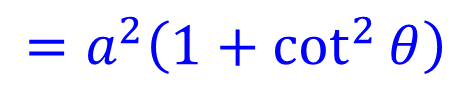 = a²(1 + cot² θ)